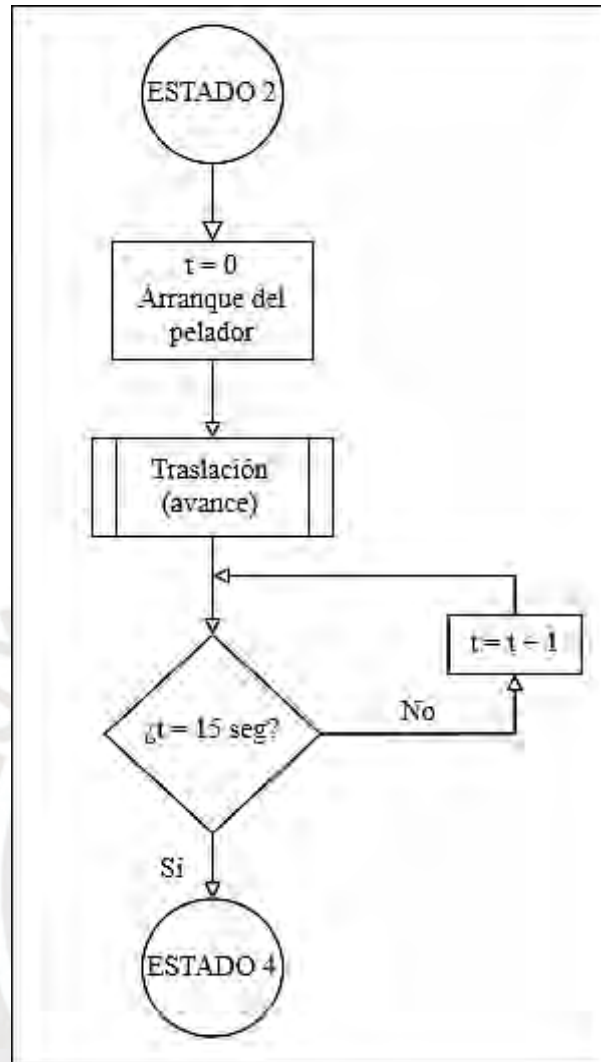 ESTADO 2
t = 0
Arranque del
pelador
Traslación
(avance)
t = t - 1
No
¿t = 15 seg?
Si
ESTADO 4